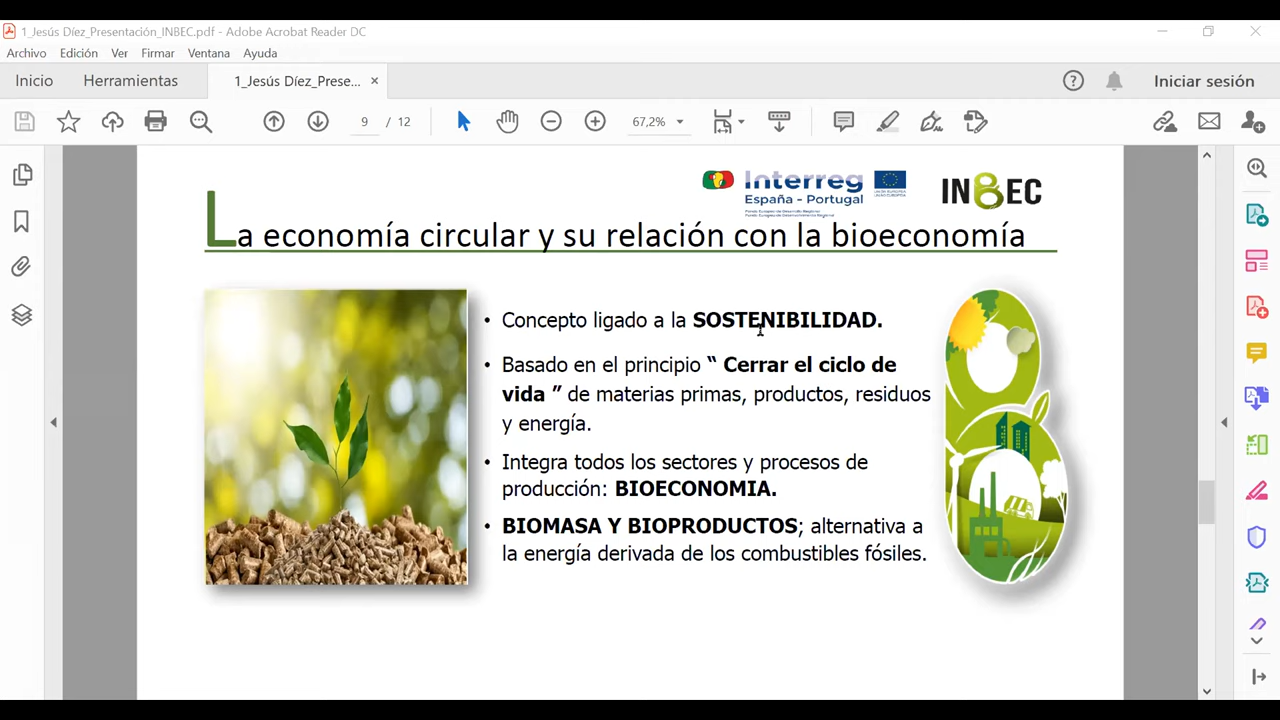 1_Jesús Díez_Presentación_INBEC.pdf - Adobe Acrobat Reader DC
Archivo Edición Ver Firmar Ventana Ayuda
Inicio Herramientas 1_Jesús Díez_Prese... Iniciar sesión
9 / 12 67,2%
Interreg
España - Portugal
INBEC
La economía circular y su relación con la bioeconomía
• Concepto ligado a la SOSTENIBILIDAD.
• Basado en el principio “ Cerrar el ciclo de
vida ” de materias primas, productos, residuos
y energía.
• Integra todos los sectores y procesos de
producción: BIOECONOMIA.
• BIOMASA Y BIOPRODUCTOS; alternativa a
la energía derivada de los combustibles fósiles.